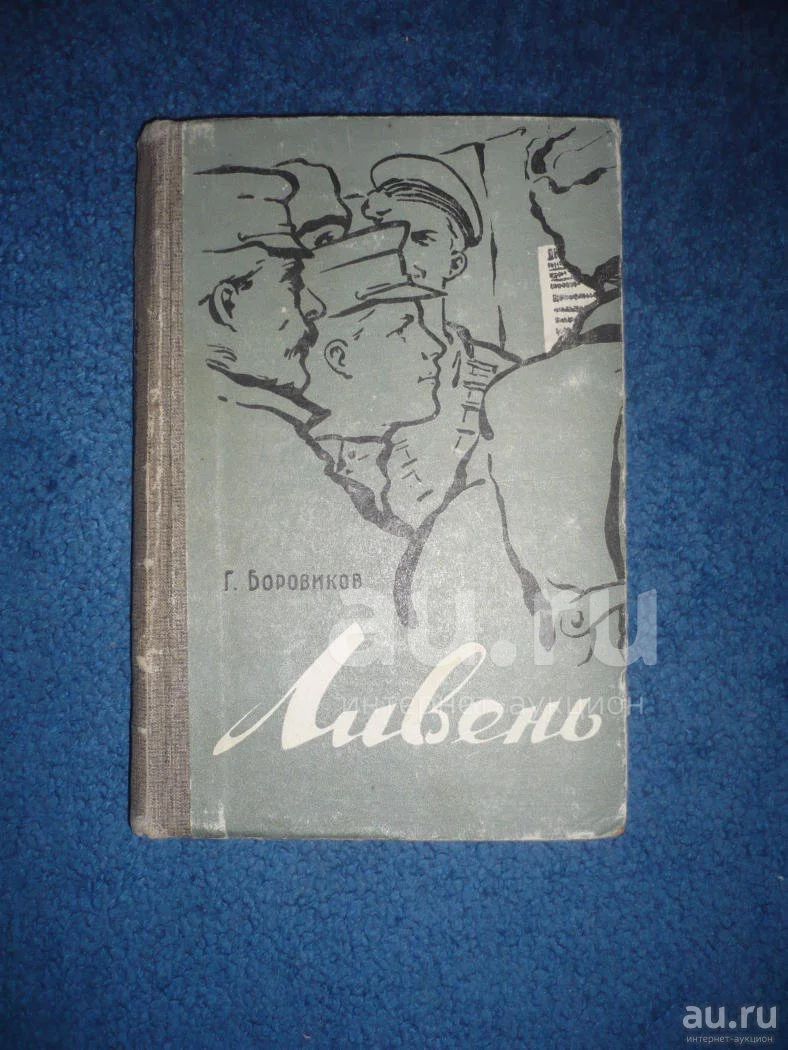 Г. Боровиков
Ливень
au.ru
интернет-аукцион
au.ru
интернет-аукцион